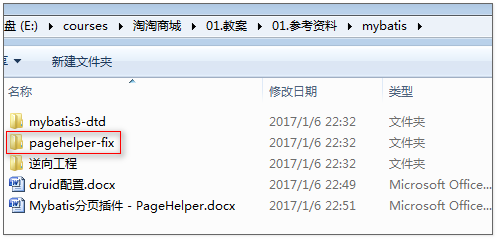 盘 (E:) ▸ courses ▸ 淘淘商城 ▸ 01.教案 ▸ 01.参考资料 ▸ mybatis ▸
享 ▾ 新建文件夹
名称 修改日期 类型
mybatis3-dtd 2017/1/6 22:32 文件夹
pagehelper-fix 2017/1/6 22:32 文件夹
逆向工程 2017/1/6 22:32 文件夹
druid配置.docx 2017/1/6 22:49 Microsoft Office...
Mybatis分页插件 - PageHelper.docx 2017/1/6 22:51 Microsoft Office...